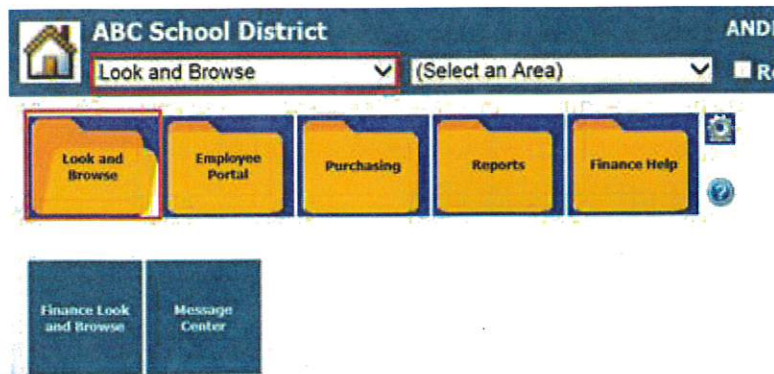 ABC School District
Look and Browse
(Select an Area)
Look and
Browse
Employee
Portal
Purchasing
Reports
Finance Help
?
Finance Look
and Browse
Message
Center